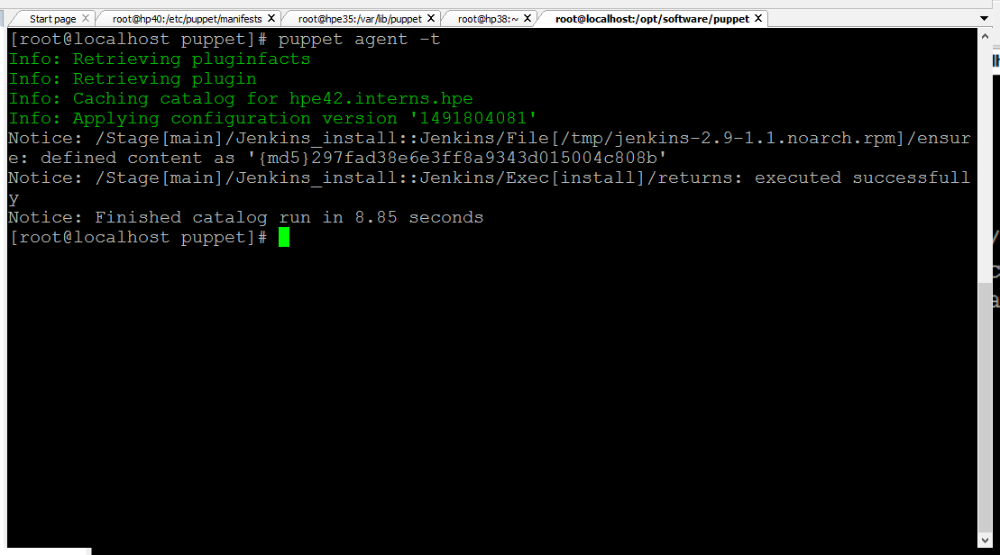 Start page
root@hp40:/etc/puppet/manifests
root@hpe35:/var/lib/puppet
root@hp38:~
root@localhost:/opt/software/puppet
[root@localhost puppet]# puppet agent -t
Info: Retrieving pluginfacts
Info: Retrieving plugin
Info: Caching catalog for hpe42.interns.hpe
Info: Applying configuration version '1491804081'
Notice: /Stage[main]/Jenkins_install::Jenkins/File[/tmp/jenkins-2.9-1.1.noarch.rpm]/ensur
e: defined content as '{md5}297fad38e6e3ff8a9343d015004c808b'
Notice: /Stage[main]/Jenkins_install::Jenkins/Exec[install]/returns: executed successfull
y
Notice: Finished catalog run in 8.85 seconds
[root@localhost puppet]#